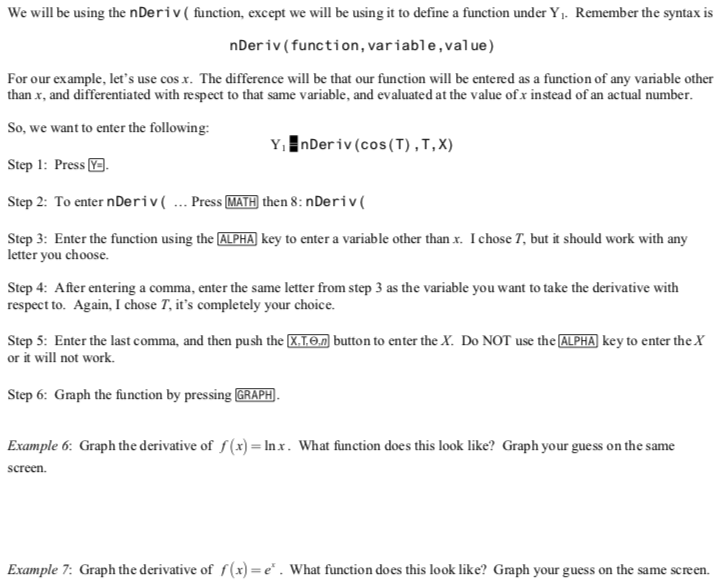 We will be using the nDeriv( function, except we will be using it to define a function under Y₁. Remember the syntax is
nDeriv(function,variable,value)
For our example, let's use cos x. The difference will be that our function will be entered as a function of any variable other
than x, and differentiated with respect to that same variable, and evaluated at the value of x instead of an actual number.
So, we want to enter the following:
Y₁=nDeriv(cos(T),T,X)
Step 1: Press Y=.
Step 2: To enter nDeriv( … Press MATH then 8: nDeriv(
Step 3: Enter the function using the ALPHA key to enter a variable other than x. I chose T, but it should work with any
letter you choose.
Step 4: After entering a comma, enter the same letter from step 3 as the variable you want to take the derivative with
respect to. Again, I chose T, it's completely your choice.
Step 5: Enter the last comma, and then push the X,T,Θ,n button to enter the X. Do NOT use the ALPHA key to enter the X
or it will not work.
Step 6: Graph the function by pressing GRAPH.
Example 6: Graph the derivative of f(x) = ln x. What function does this look like? Graph your guess on the same
screen.
Example 7: Graph the derivative of f(x) = eˣ. What function does this look like? Graph your guess on the same screen.